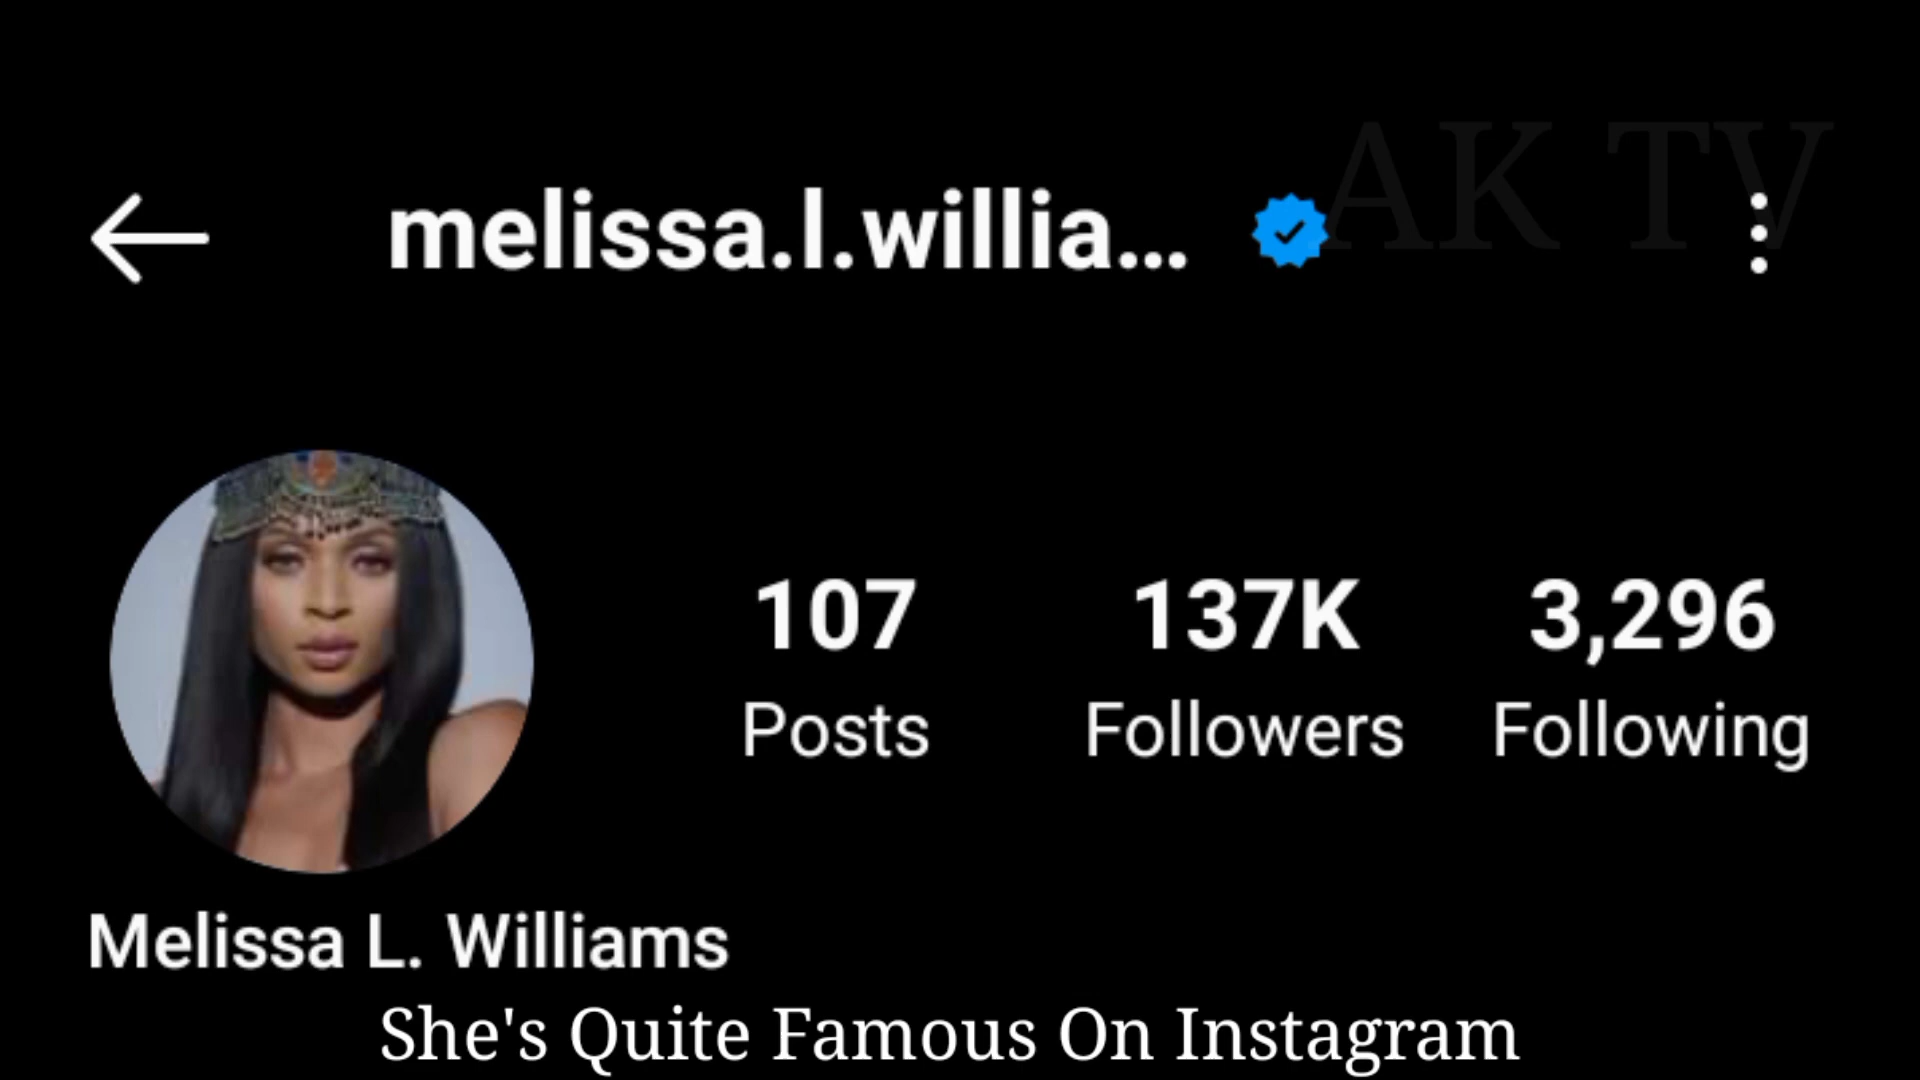 AK TV
melissa.l.willia...
107 137K 3,296
Posts Followers Following
Melissa L. Williams
She's Quite Famous On Instagram